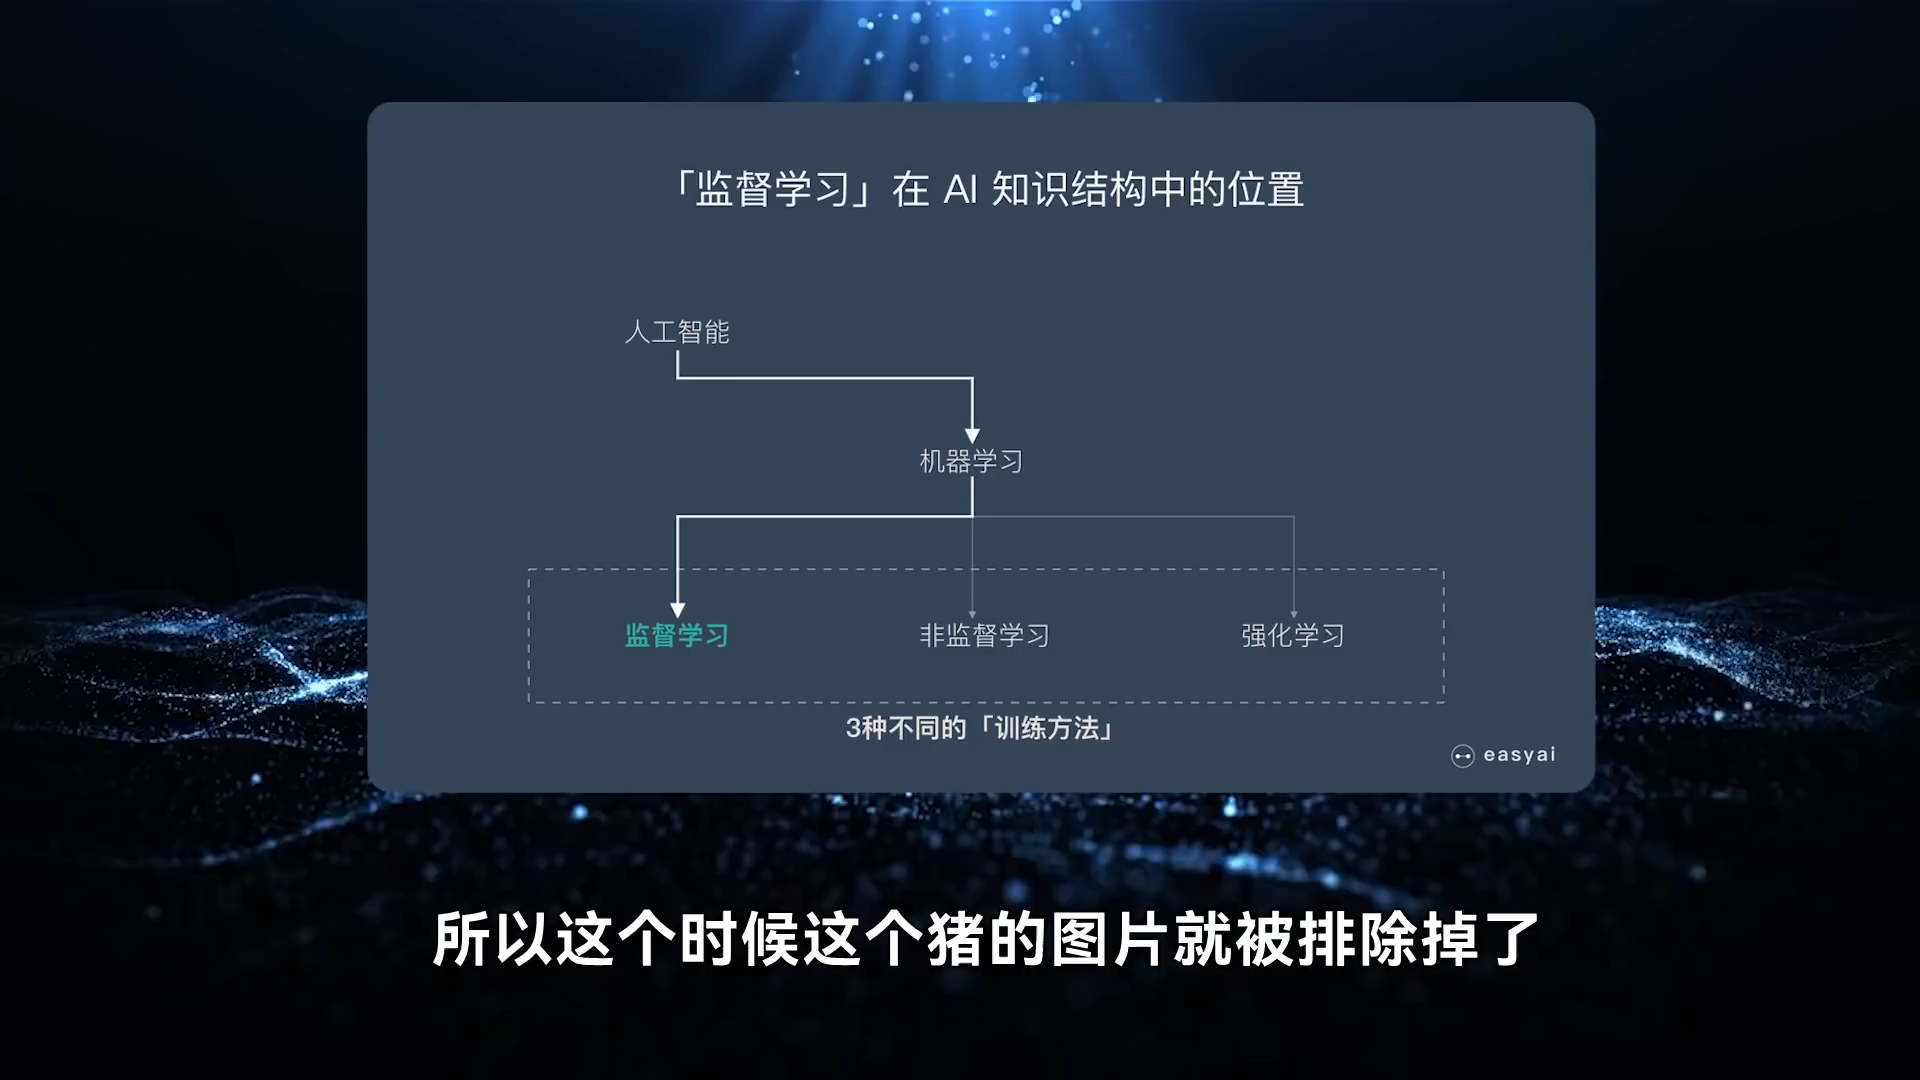 「监督学习」在 AI 知识结构中的位置
人工智能
机器学习
监督学习
非监督学习
强化学习
3种不同的「训练方法」
easyai
所以这个时候这个猪的图片就被排除掉了